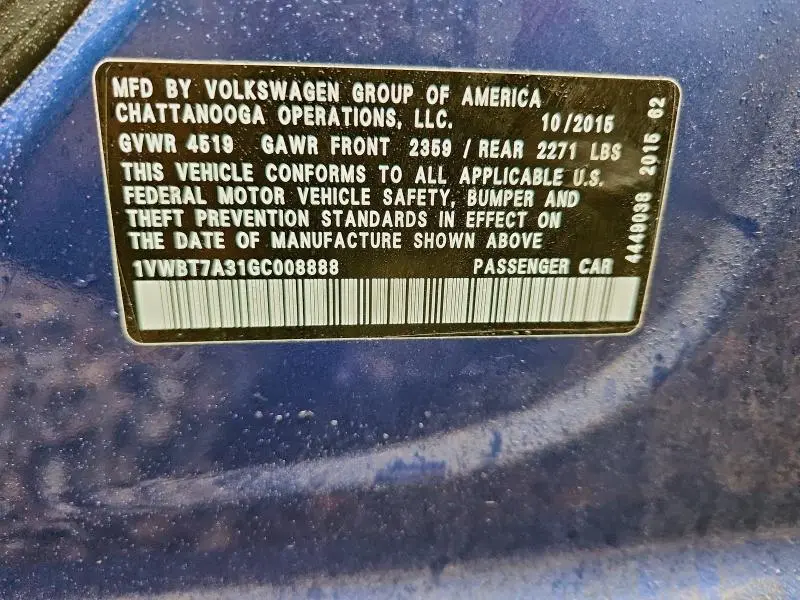 MFD BY VOLKSWAGEN GROUP OF AMERICA
CHATTANOOGA OPERATIONS, LLC. 10/2015
GVWR 4519 GAWR FRONT 2359 / REAR 2271 LBS
THIS VEHICLE CONFORMS TO ALL APPLICABLE U.S.
FEDERAL MOTOR VEHICLE SAFETY, BUMPER AND
THEFT PREVENTION STANDARDS IN EFFECT ON
THE DATE OF MANUFACTURE SHOWN ABOVE
1VWBT7A31GC008888 PASSENGER CAR
4449098 2015 62